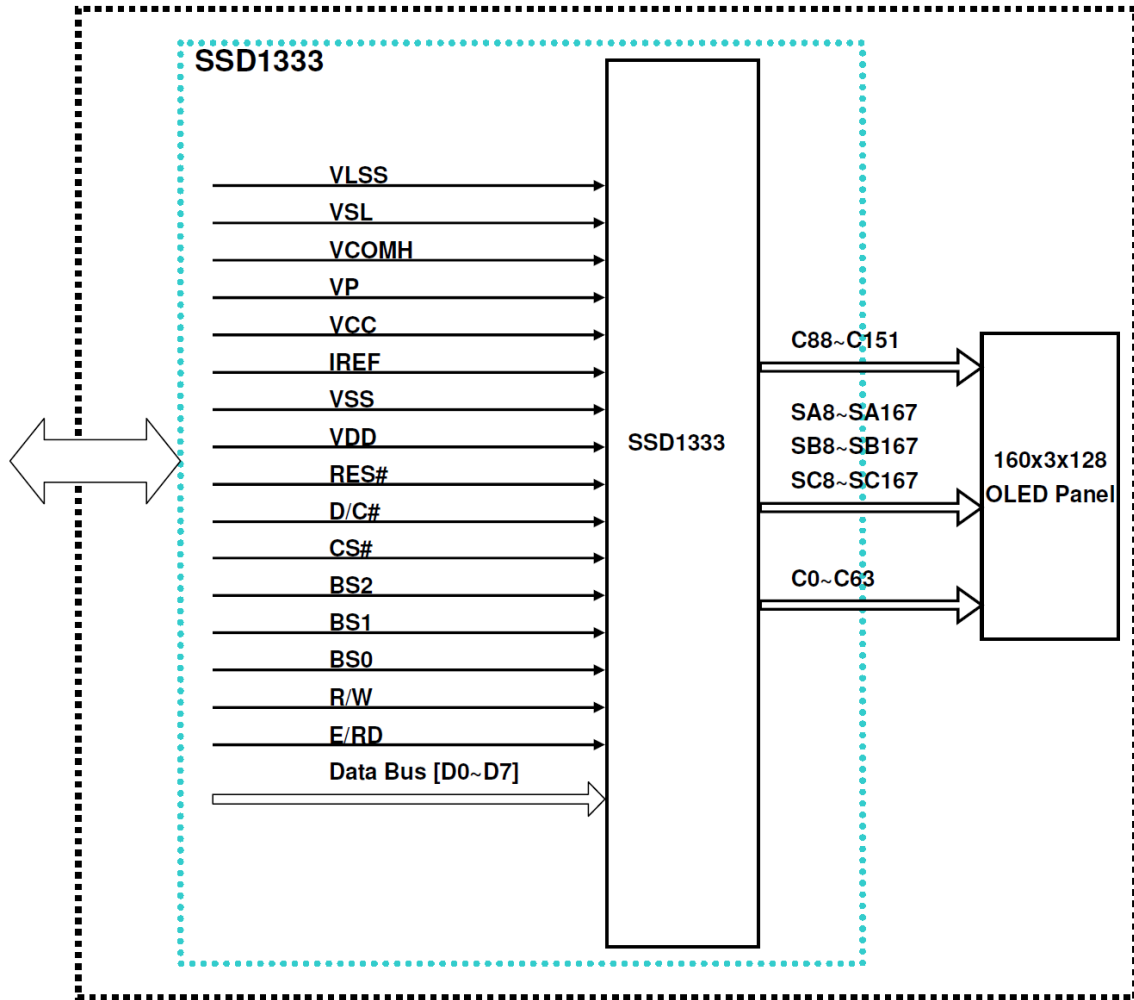 SSD1333
VLSS
VSL
VCOMH
VP
VCC
IREF
VSS
VDD
RES#
D/C#
CS#
BS2
BS1
BS0
R/W
E/RD
Data Bus [D0~D7]
SSD1333
C88~C151
SA8~SA167
SB8~SB167
SC8~SC167
C0~C63
160x3x128
OLED Panel